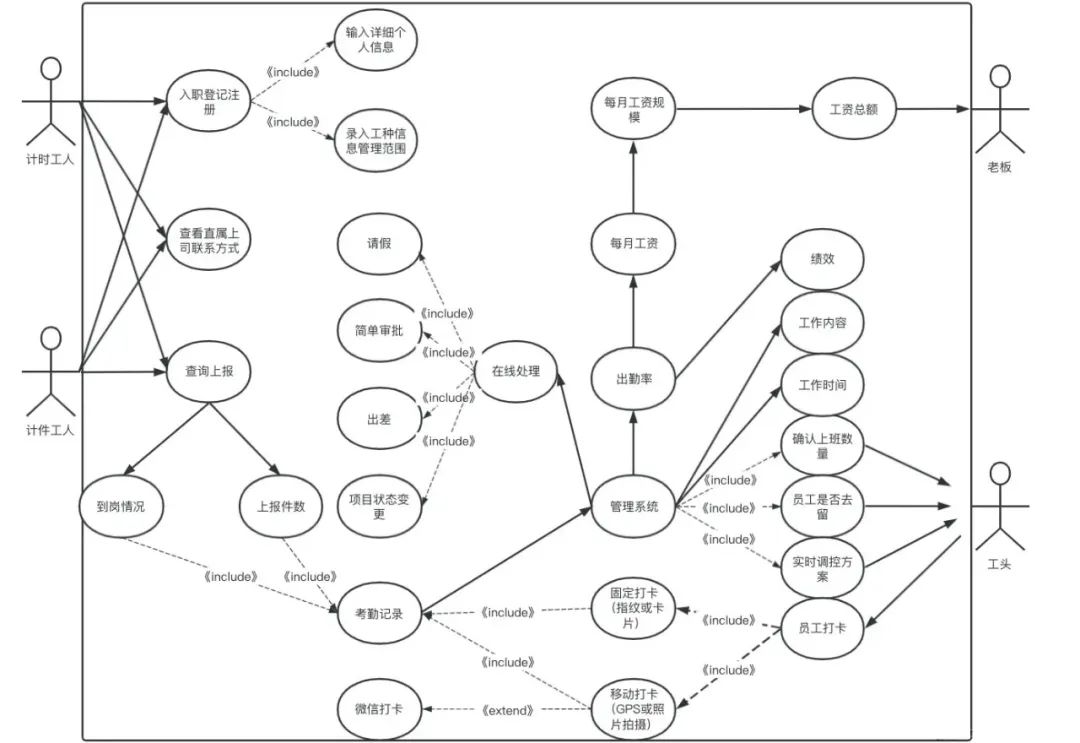 输入详细个
人信息
《include》
入职登记注
册
《include》
录入工种信
息管理范围
计时工人
每月工资规
模
工资总额
老板
查看直属上
司联系方式
请假
每月工资
绩效
《include》
简单审批
《include》
工作内容
查询上报
在线处理
出勤率
工作时间
《include》
出差
《include》
计件工人
确认上班数
量
到岗情况
上报件数
项目状态变
更
管理系统
《include》
《include》
《include》
员工是否去
留
实时调控方
案
工头
《include》
《include》
考勤记录
《include》
固定打卡
（指纹或卡
片）
《include》
员工打卡
《include》
《include》
微信打卡
《extend》
移动打卡
（GPS或照
片拍摄）